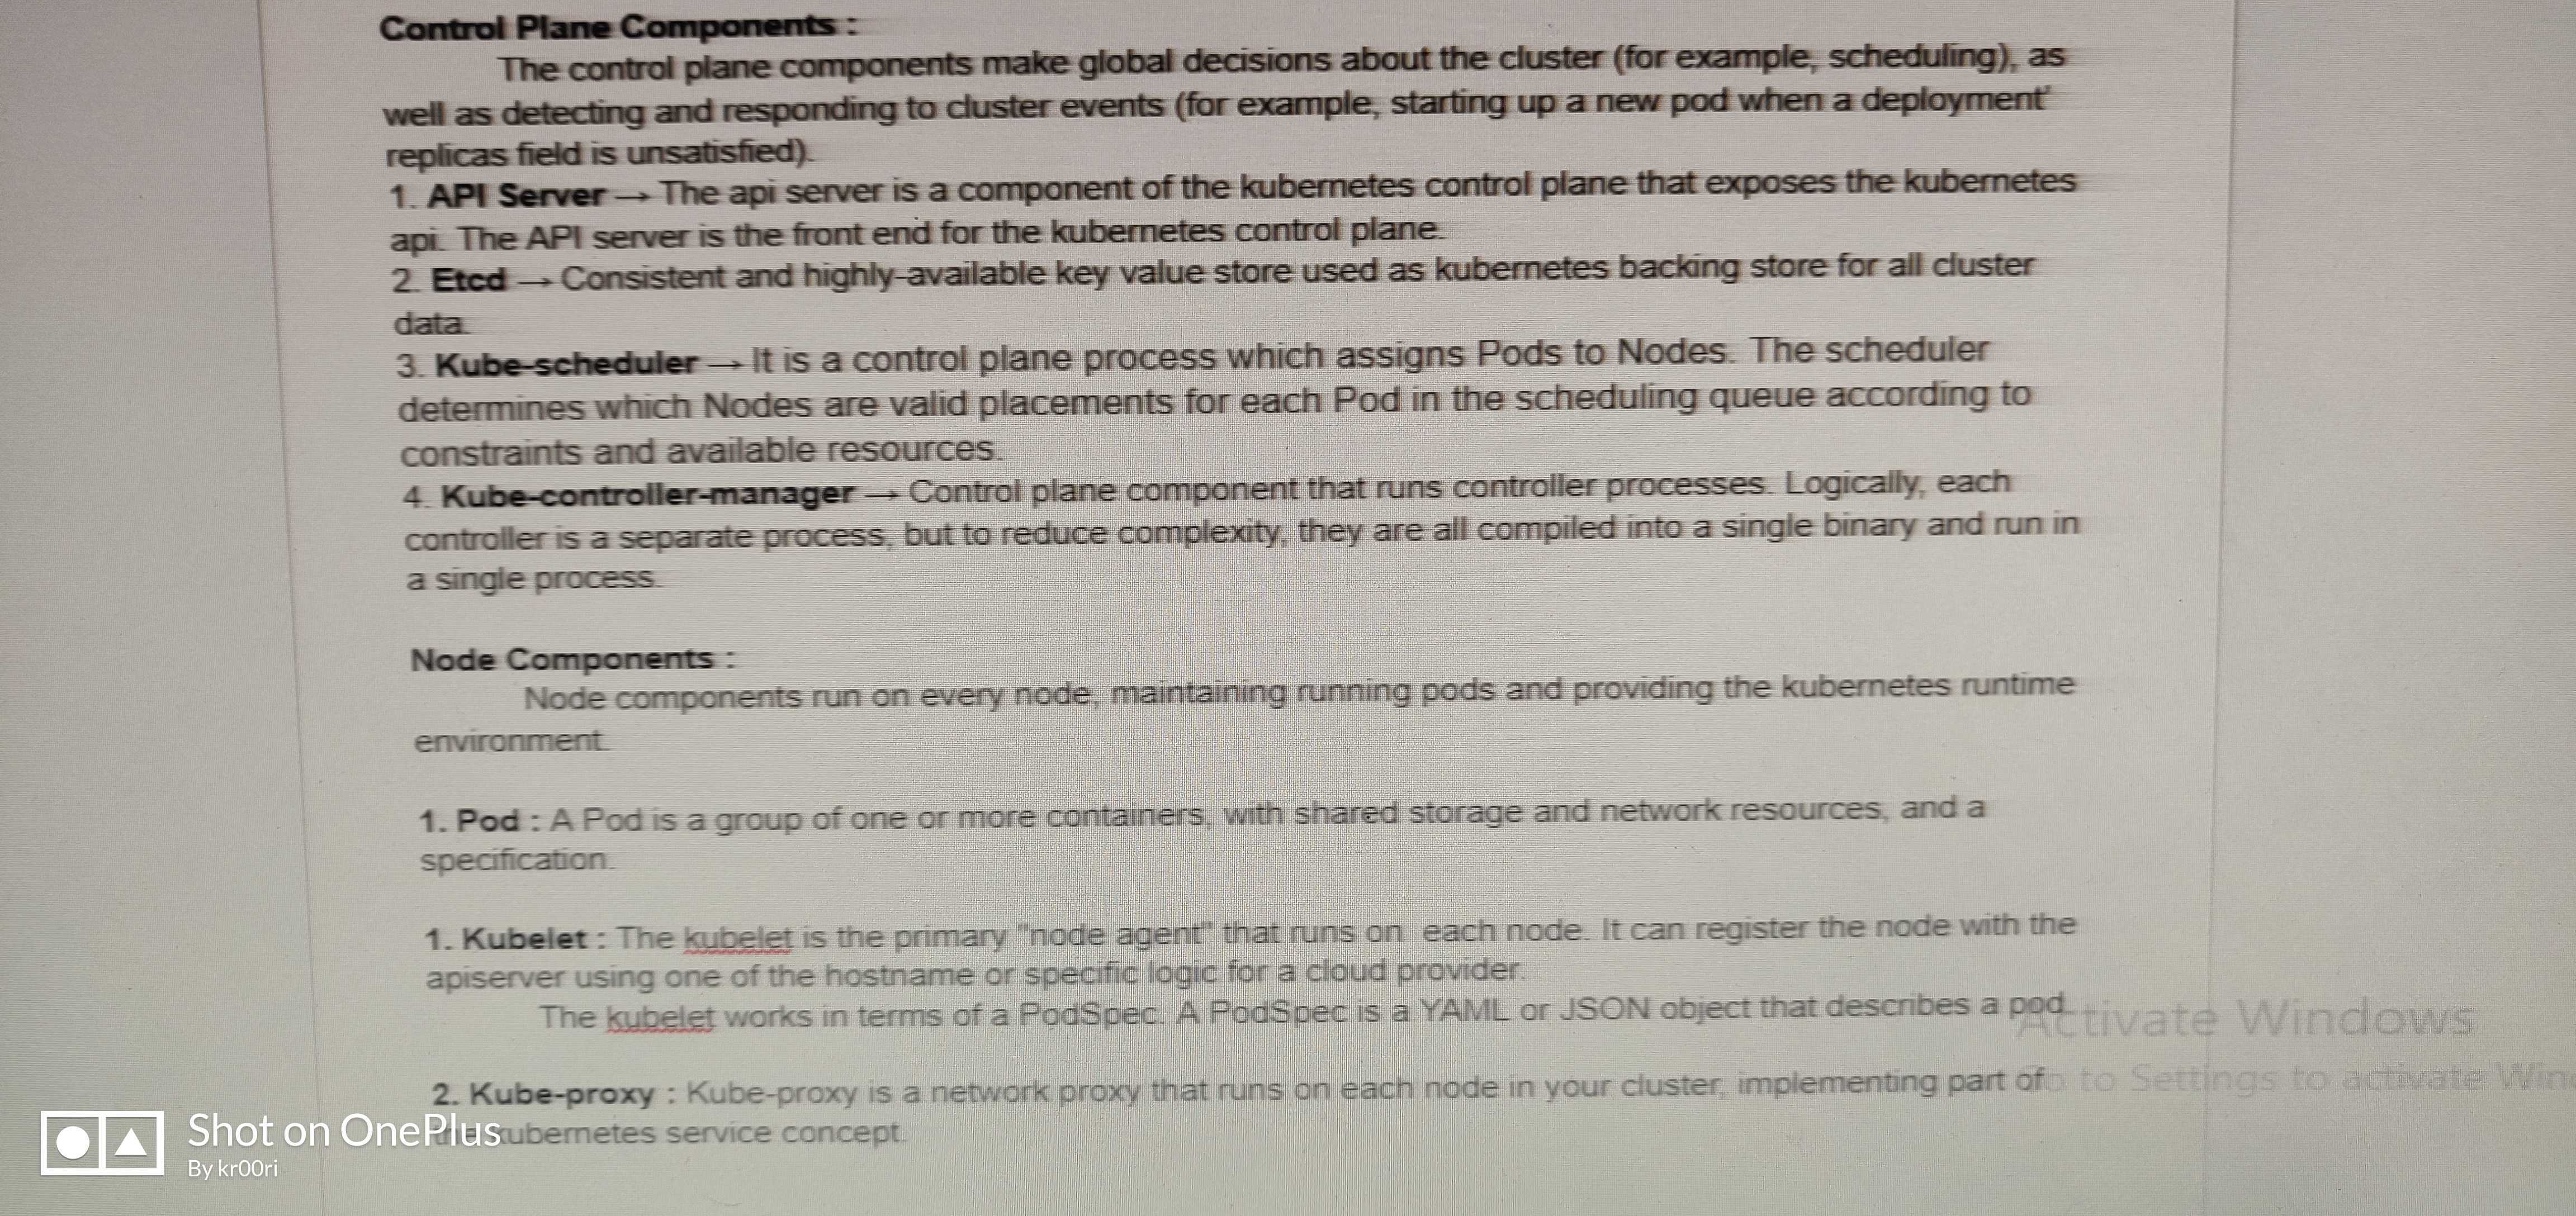 Control Plane Components :
The control plane components make global decisions about the cluster (for example, scheduling), as
well as detecting and responding to cluster events (for example, starting up a new pod when a deployment'
replicas field is unsatisfied).
1. API Server → The api server is a component of the kubernetes control plane that exposes the kubernetes
api. The API server is the front end for the kubernetes control plane.
2. Etcd → Consistent and highly-available key value store used as kubernetes backing store for all cluster
data.
3. Kube-scheduler → It is a control plane process which assigns Pods to Nodes. The scheduler
determines which Nodes are valid placements for each Pod in the scheduling queue according to
constraints and available resources.
4. Kube-controller-manager → Control plane component that runs controller processes. Logically, each
controller is a separate process, but to reduce complexity, they are all compiled into a single binary and run in
a single process.
Node Components :
Node components run on every node, maintaining running pods and providing the kubernetes runtime
environment.
1. Pod : A Pod is a group of one or more containers, with shared storage and network resources, and a
specification.
1. Kubelet : The kubelet is the primary "node agent" that runs on each node. It can register the node with the
apiserver using one of the hostname or specific logic for a cloud provider.
The kubelet works in terms of a PodSpec. A PodSpec is a YAML or JSON object that describes a pod.
Activate Windows
2. Kube-proxy : Kube-proxy is a network proxy that runs on each node in your cluster, implementing part of
to Settings to activate
the kubernetes service concept.
Shot on OnePlus
By kr00ri